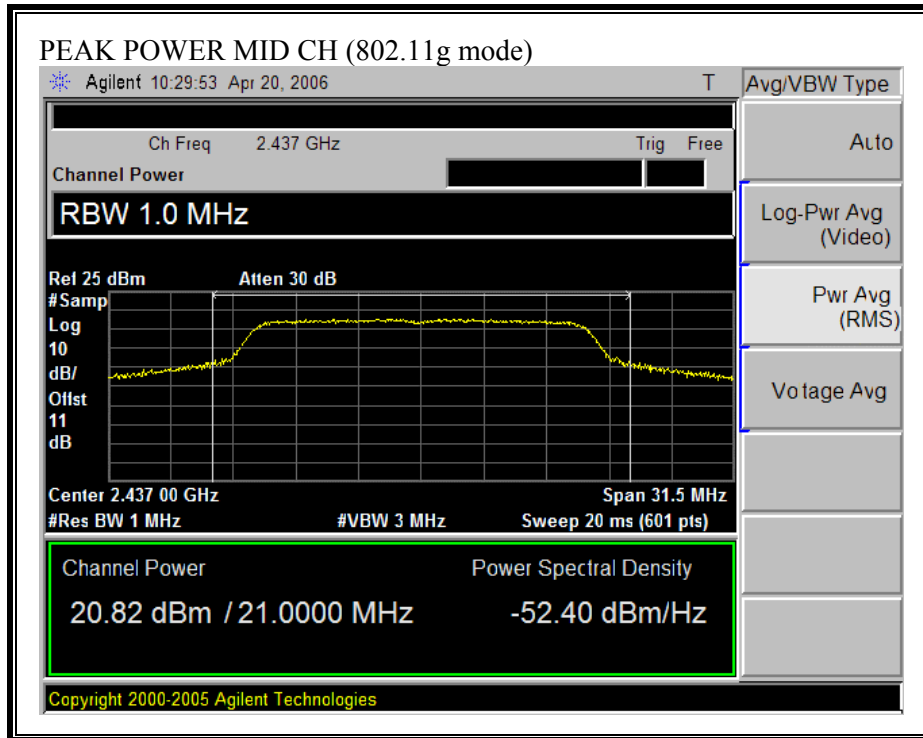 PEAK POWER MID CH (802.11g mode)
Agilent 10:29:53 Apr 20, 2006 T
Avg/VBW Type
Ch Freq 2.437 GHz Trig Free
Channel Power
RBW 1.0 MHz
Ref 25 dBm Atten 30 dB
#Samp
Log
10
dB/
Offst
11
dB
Center 2.437 00 GHz Span 31.5 MHz
#Res BW 1 MHz #VBW 3 MHz Sweep 20 ms (601 pts)
Channel Power Power Spectral Density
20.82 dBm / 21.0000 MHz -52.40 dBm/Hz
Copyright 2000-2005 Agilent Technologies
Auto
Log-Pwr Avg
(Video)
Pwr Avg
(RMS)
Votage Avg